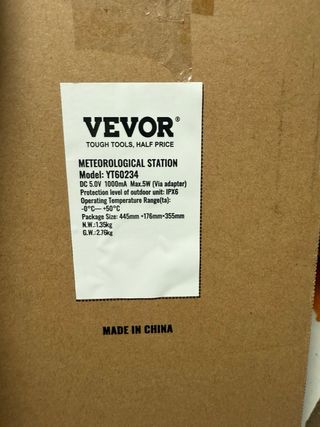 VEVOR®
TOUGH TOOLS, HALF PRICE
METEOROLOGICAL STATION
Model: YT60234
DC 5.0V 1000mA Max.5W (Via adapter)
Protection level of outdoor unit: IPX6
Operating Temperature Range(ta):
-0°C— +50°C
Package Size: 445mm *176mm*355mm
N.W.:1.35kg
G.W.:2.76kg
MADE IN CHINA